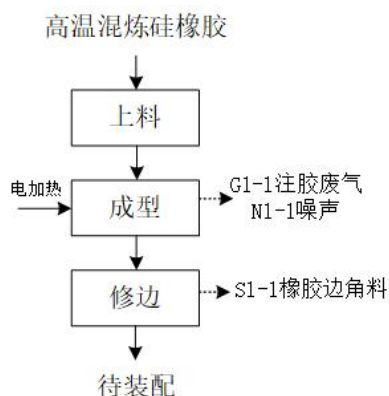 高温混炼硅橡胶
上料
电加热
成型
G1-1注胶废气
N1-1噪声
修边
S1-1橡胶边角料
待装配